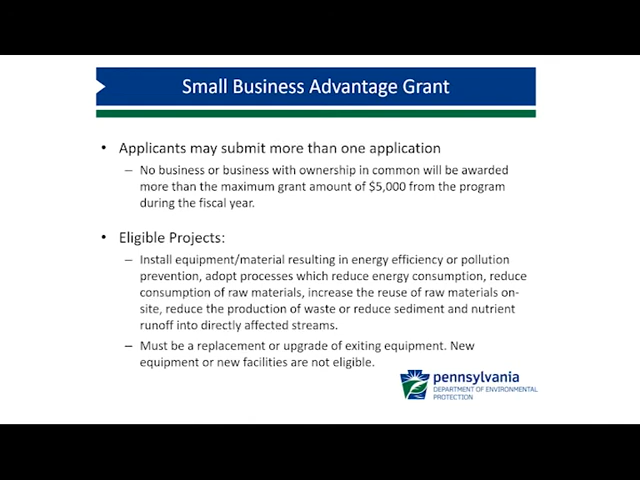 Small Business Advantage Grant
• Applicants may submit more than one application
– No business or business with ownership in common will be awarded
more than the maximum grant amount of $5,000 from the program
during the fiscal year.
• Eligible Projects:
– Install equipment/material resulting in energy efficiency or pollution
prevention, adopt processes which reduce energy consumption, reduce
consumption of raw materials, increase the reuse of raw materials on-
site, reduce the production of waste or reduce sediment and nutrient
runoff into directly affected streams.
– Must be a replacement or upgrade of exiting equipment. New
equipment or new facilities are not eligible.
pennsylvania
DEPARTMENT OF ENVIRONMENTAL
PROTECTION